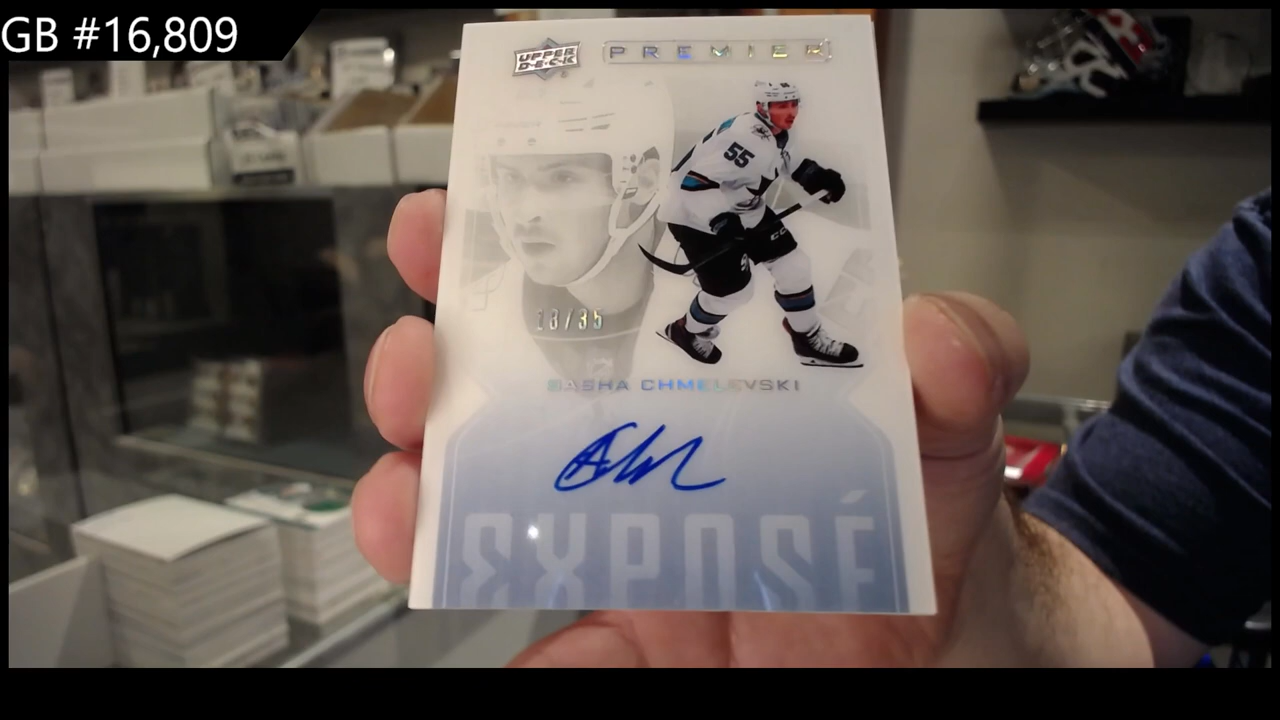 GB #16,809
UPPER DECK
PREMIER
55
18/35
SASHA CHMELEVSKI
EXPOSÉ